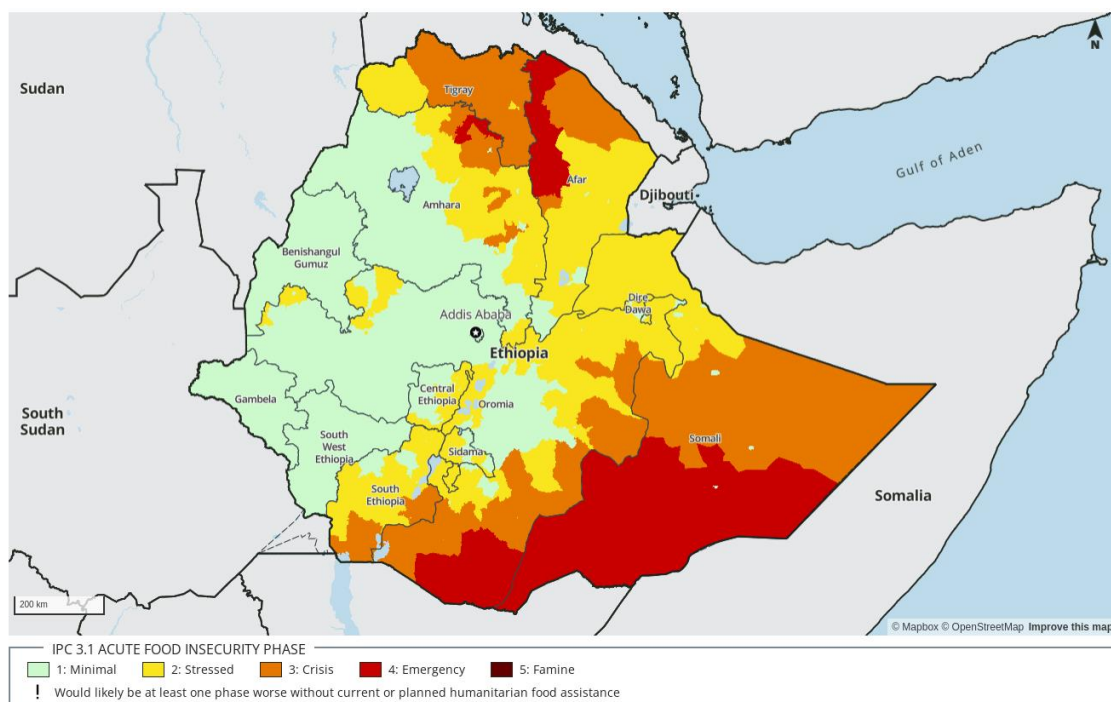 N
Sudan
Tigray
Gulf of Aden
Afar
Djibouti
Amhara
Benishangul
Gumuz
Dire
Dawa
Addis Ababa
Ethiopia
Central
Ethiopia
Gambela
Oromia
South
Sudan
South
West
Ethiopia
Somali
Sidama
South
Ethiopia
Somalia
200 km
© Mapbox © OpenStreetMap Improve this map
IPC 3.1 ACUTE FOOD INSECURITY PHASE
1: Minimal 2: Stressed 3: Crisis 4: Emergency 5: Famine
! Would likely be at least one phase worse without current or planned humanitarian food assistance